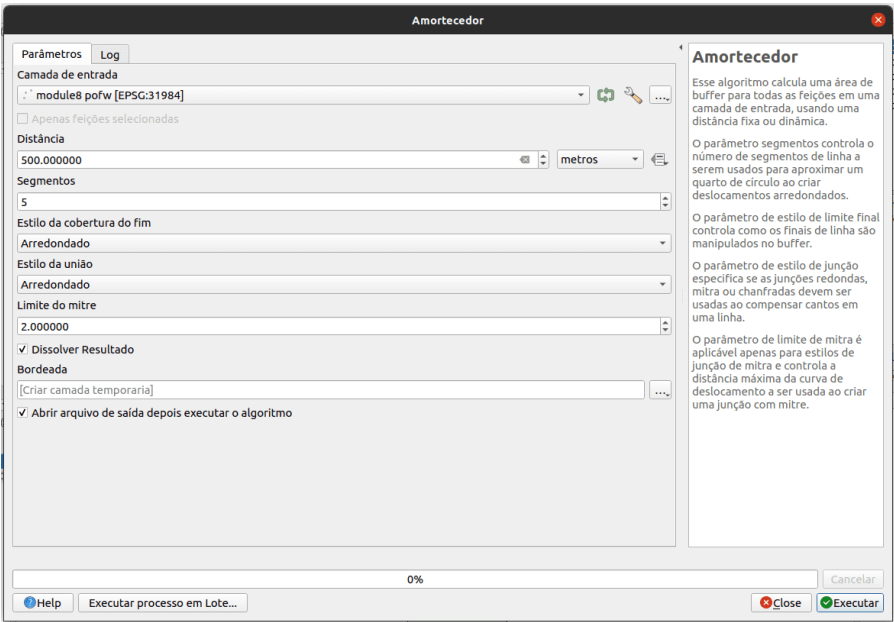 Amortecedor
Parâmetros
Log
Camada de entrada
module8 pofw [EPSG:31984]
...
Apenas feições selecionadas
Distância
500.000000
metros
Segmentos
5
Estilo da cobertura do fim
Arredondado
Estilo da união
Arredondado
Limite do mitre
2.000000
Dissolver Resultado
Bordeada
[Criar camada temporaria]
...
Abrir arquivo de saída depois executar o algoritmo
Amortecedor
Esse algoritmo calcula uma área de
buffer para todas as feições em uma
camada de entrada, usando uma
distância fixa ou dinâmica.
O parâmetro segmentos controla o
número de segmentos de linha a
serem usados para aproximar um
quarto de círculo ao criar
deslocamentos arredondados.
O parâmetro de estilo de limite final
controla como os finais de linha são
manipulados no buffer.
O parâmetro de estilo de junção
especifica se as junções redondas,
mitra ou chanfradas devem ser
usadas ao compensar cantos em
uma linha.
O parâmetro de limite de mitra é
aplicável apenas para estilos de
junção de mitra e controla a
distância máxima da curva de
deslocamento a ser usada ao criar
uma junção com mitre.
0%
Cancelar
Help
Executar processo em Lote...
Close
Executar